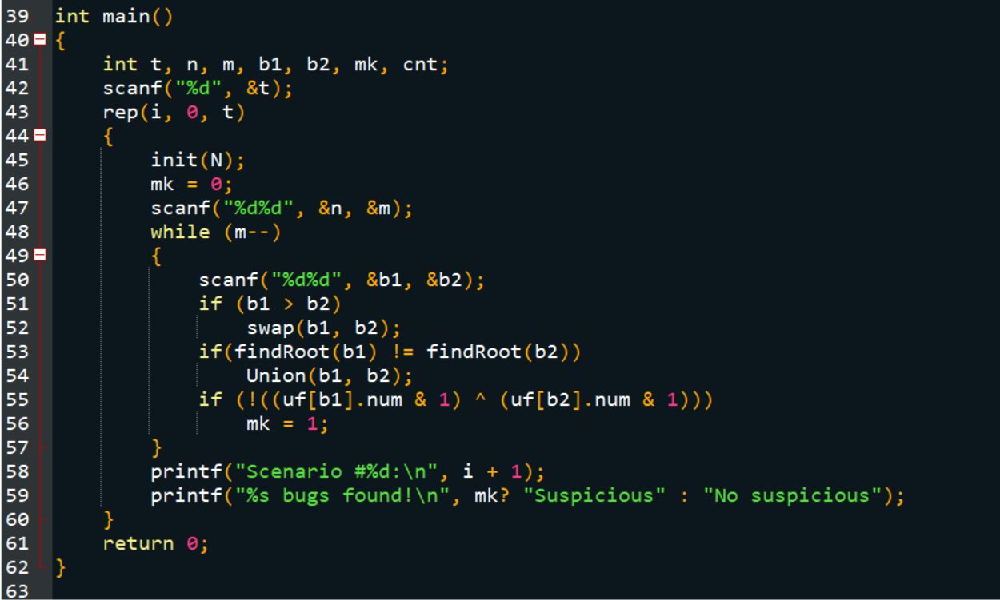 39 int main()
40 {
41     int t, n, m, b1, b2, mk, cnt;
42     scanf("%d", &t);
43     rep(i, 0, t)
44     {
45         init(N);
46         mk = 0;
47         scanf("%d%d", &n, &m);
48         while (m--)
49         {
50             scanf("%d%d", &b1, &b2);
51             if (b1 > b2)
52                 swap(b1, b2);
53             if(findRoot(b1) != findRoot(b2))
54                 Union(b1, b2);
55             if (!((uf[b1].num & 1) ^ (uf[b2].num & 1)))
56                 mk = 1;
57         }
58         printf("Scenario #%d:\n", i + 1);
59         printf("%s bugs found!\n", mk? "Suspicious" : "No suspicious");
60     }
61     return 0;
62 }
63